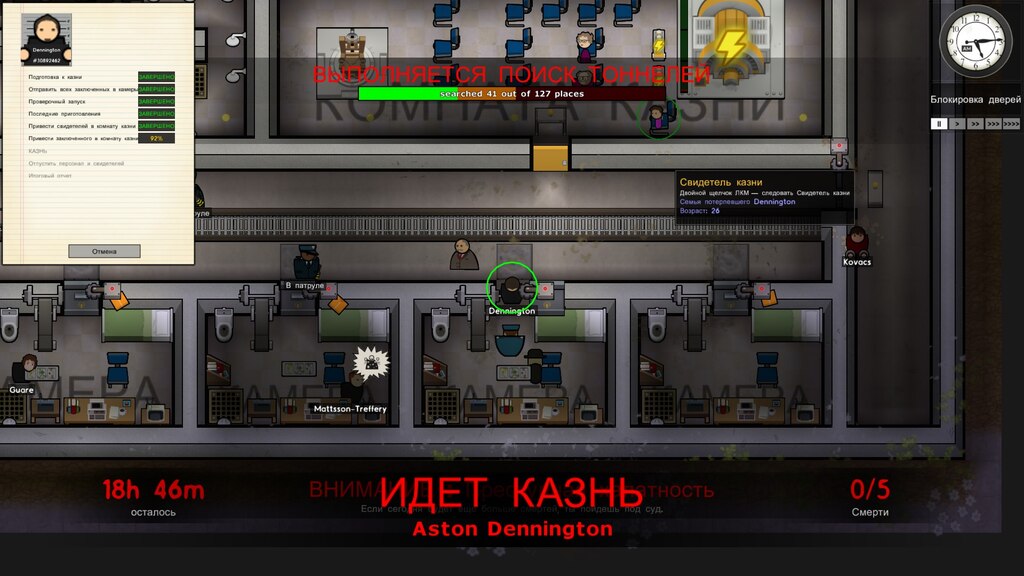 Dennington
#30892462
Подготовка к казни ЗАВЕРШЕНО
Отправить всех заключенных в камеры ЗАВЕРШЕНО
Проверочный запуск ЗАВЕРШЕНО
Последние приготовления ЗАВЕРШЕНО
Привести свидетелей в комнату казни ЗАВЕРШЕНО
Привести заключенного в комнату казни 92%
КАЗНЬ
Отпустить персонал и свидетелей
Итоговый отчет
Отмена
ВЫПОЛНЯЕТСЯ ПОИСК ТОННЕЛЕЙ
searched 41 out of 127 places
КОМНАТА КАЗНИ
AM
Блокировка дверей
Свидетель казни
Двойной щелчок ЛКМ — следовать Свидетель казни
Семья потерпевшего Dennington
Возраст: 26
Kovacs
В патруле
Dennington
Guare
Mattsson-Treffery
КАМЕРА
18h 46m
осталось
ИДЕТ КАЗНЬ
Aston Dennington
0/5
Смерти